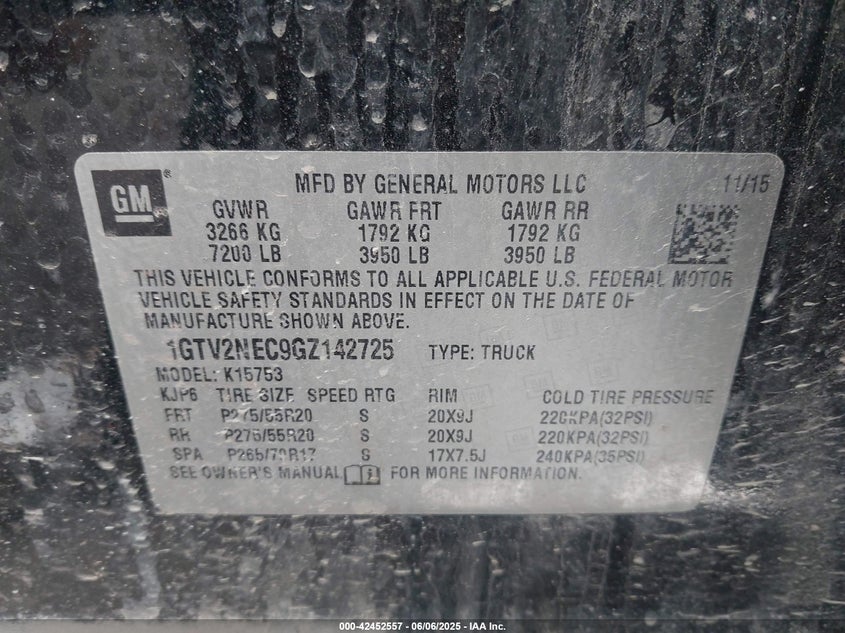 GM ®
MFD BY GENERAL MOTORS LLC 11/15
GVWR GAWR FRT GAWR RR
3266 KG 1792 KG 1792 KG
7200 LB 3950 LB 3950 LB
THIS VEHICLE CONFORMS TO ALL APPLICABLE U.S. FEDERAL MOTOR
VEHICLE SAFETY STANDARDS IN EFFECT ON THE DATE OF
MANUFACTURE SHOWN ABOVE.
1GTV2NEC9GZ142725 TYPE: TRUCK
MODEL: K15753
KJP6 TIRE SIZE SPEED RTG RIM COLD TIRE PRESSURE
FRT P275/55R20 S 20X9J 220KPA(32PSI)
RR P275/55R20 S 20X9J 220KPA(32PSI)
SPA P265/70R17 S 17X7.5J 240KPA(35PSI)
SEE OWNER'S MANUAL FOR MORE INFORMATION.
000-42452557 - 06/06/2025 - IAA Inc.